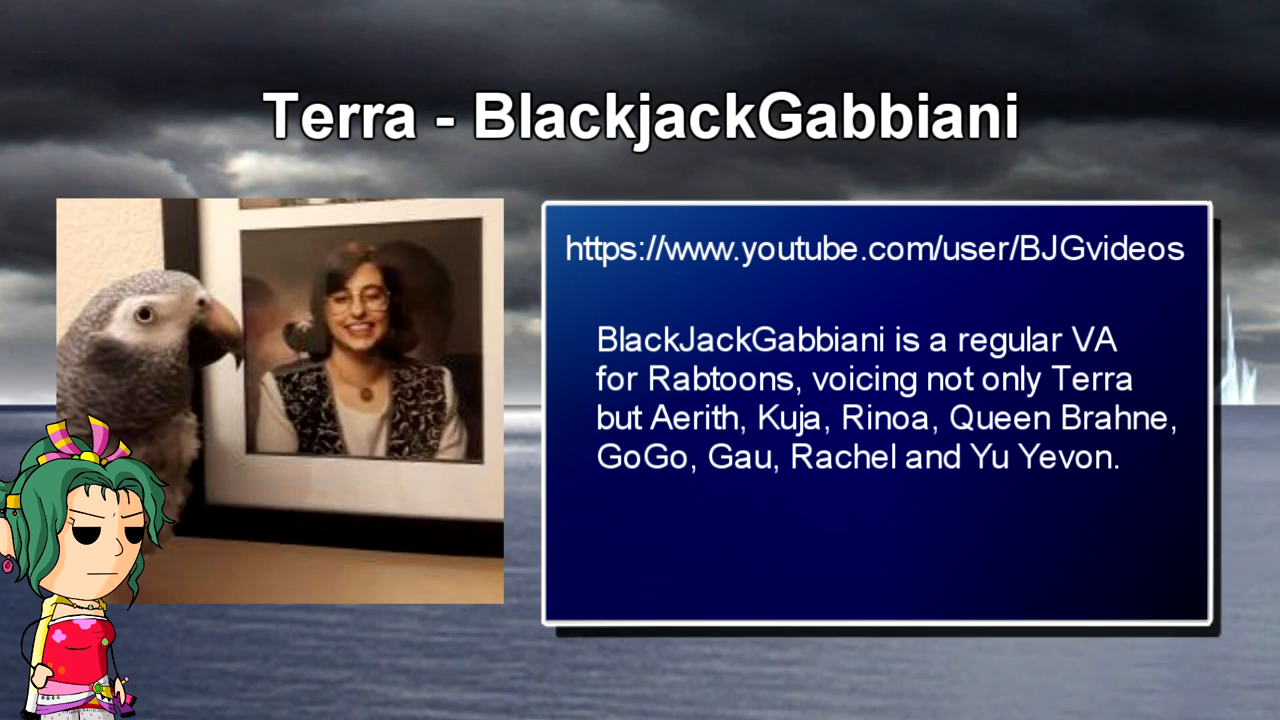 Terra - BlackjackGabbiani
https://www.youtube.com/user/BJGvideos
BlackJackGabbiani is a regular VA
for Rabtoons, voicing not only Terra
but Aerith, Kuja, Rinoa, Queen Brahne,
GoGo, Gau, Rachel and Yu Yevon.